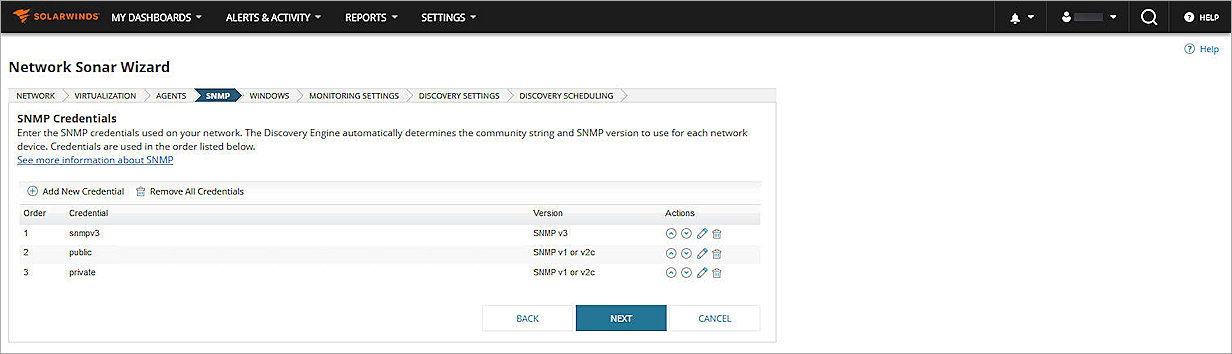 SOLARWINDS MY DASHBOARDS ALERTS & ACTIVITY REPORTS SETTINGS HELP
Help
Network Sonar Wizard
NETWORK VIRTUALIZATION AGENTS SNMP WINDOWS MONITORING SETTINGS DISCOVERY SETTINGS DISCOVERY SCHEDULING
SNMP Credentials
Enter the SNMP credentials used on your network. The Discovery Engine automatically determines the community string and SNMP version to use for each network
device. Credentials are used in the order listed below.
See more information about SNMP
Add New Credential Remove All Credentials
Order Credential Version Actions
1 snmpv3 SNMP v3
2 public SNMP v1 or v2c
3 private SNMP v1 or v2c
BACK NEXT CANCEL